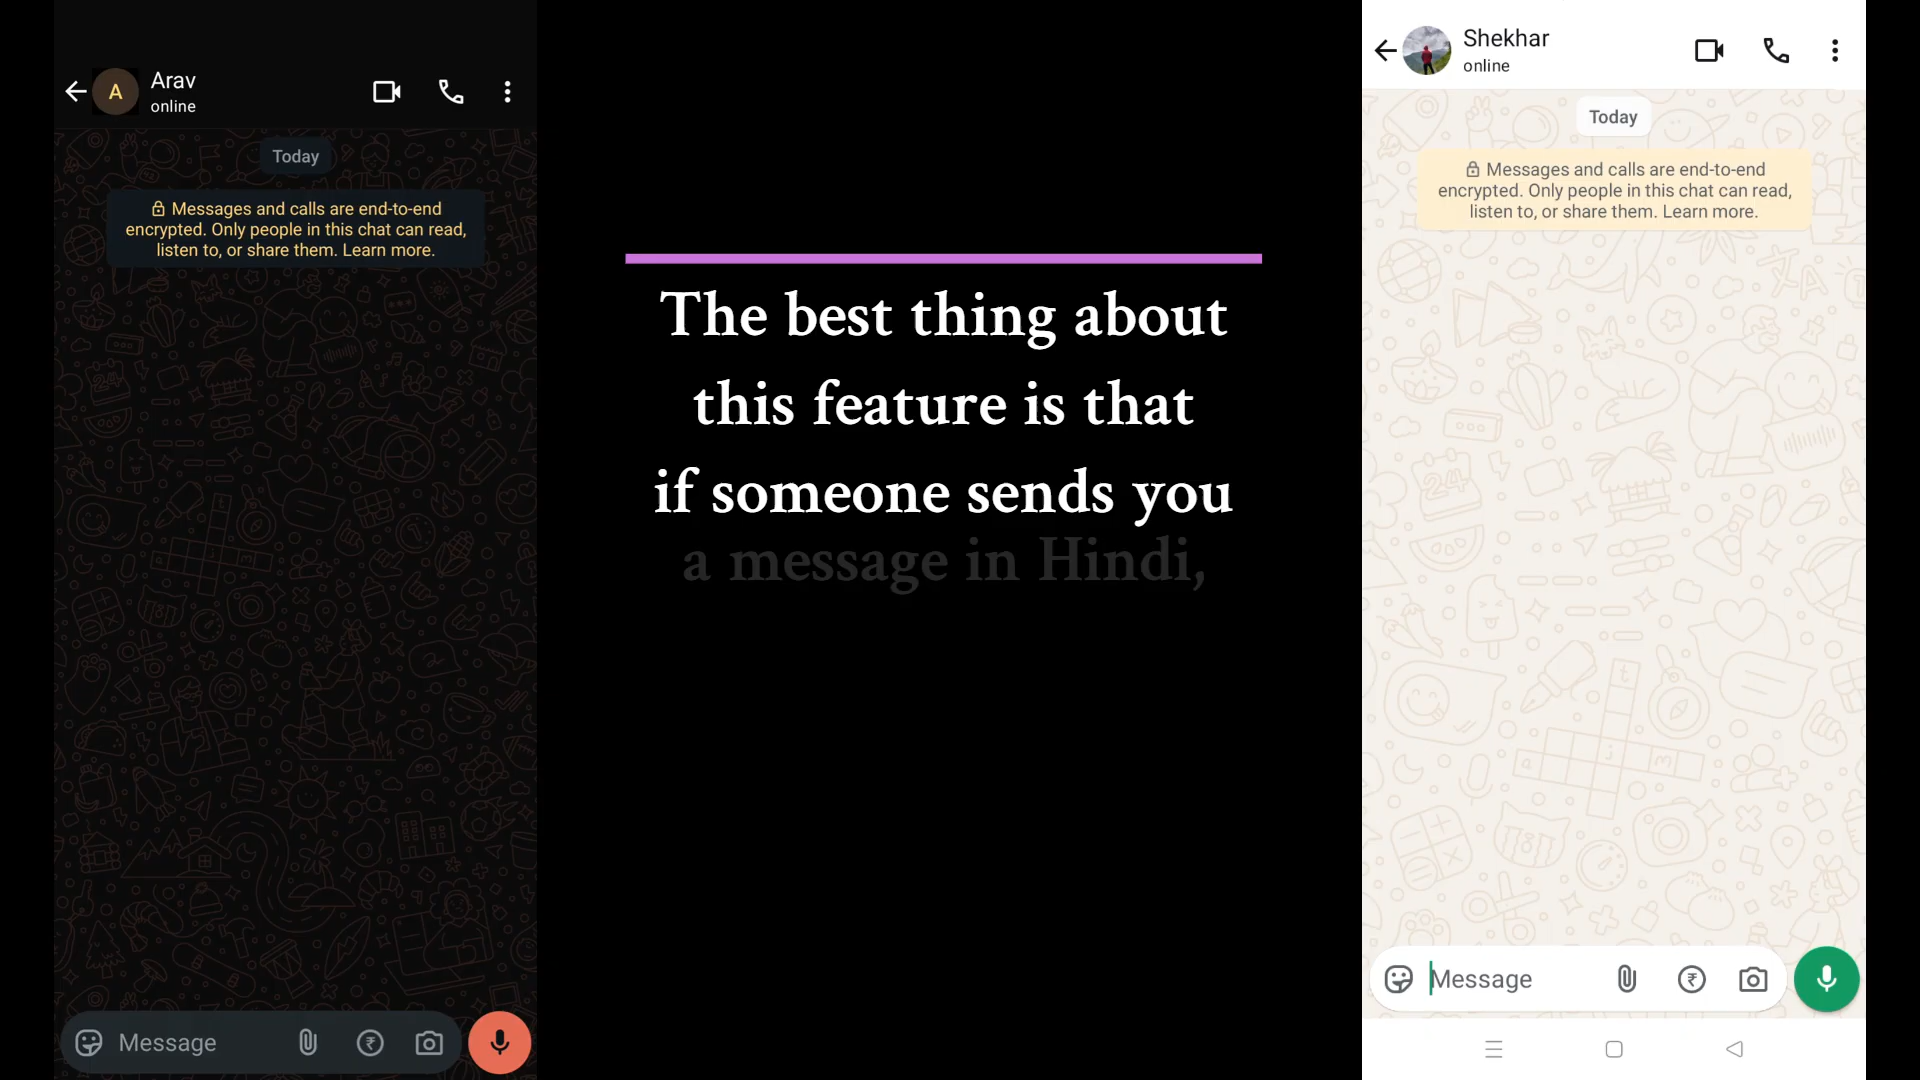 A
Arav
online
Today
Messages and calls are end-to-end
encrypted. Only people in this chat can read,
listen to, or share them. Learn more.
Message
The best thing about
this feature is that
if someone sends you
a message in Hindi,
Shekhar
online
Today
Messages and calls are end-to-end
encrypted. Only people in this chat can read,
listen to, or share them. Learn more.
Message